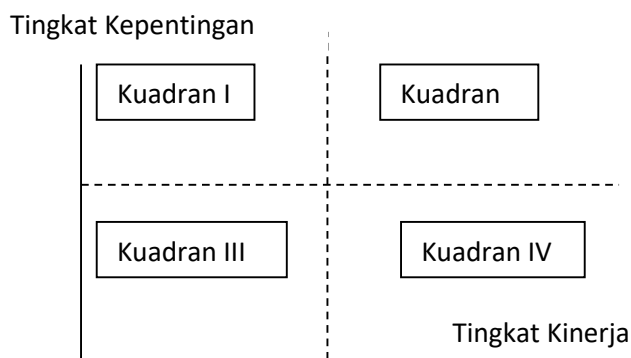 Tingkat Kepentingan
Kuadran I
Kuadran
Kuadran III
Kuadran IV
Tingkat Kinerja